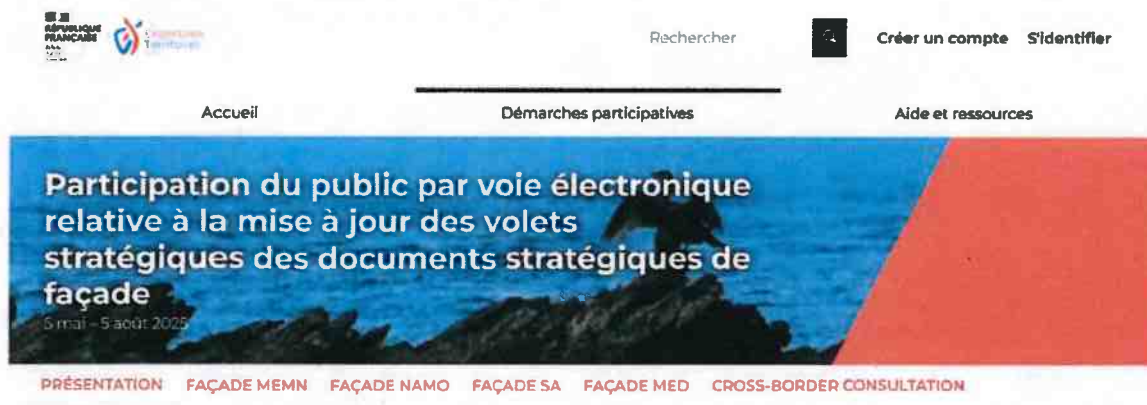 RÉPUBLIQUE
FRANÇAISE
Territoires
Rechercher
Créer un compte S'identifier
Accueil
Démarches participatives
Aide et ressources
Participation du public par voie électronique
relative à la mise à jour des volets
stratégiques des documents stratégiques de
façade
5 mai – 5 août 2025
PRÉSENTATION FAÇADE MEMN FAÇADE NAMO FAÇADE SA FAÇADE MED CROSS-BORDER CONSULTATION